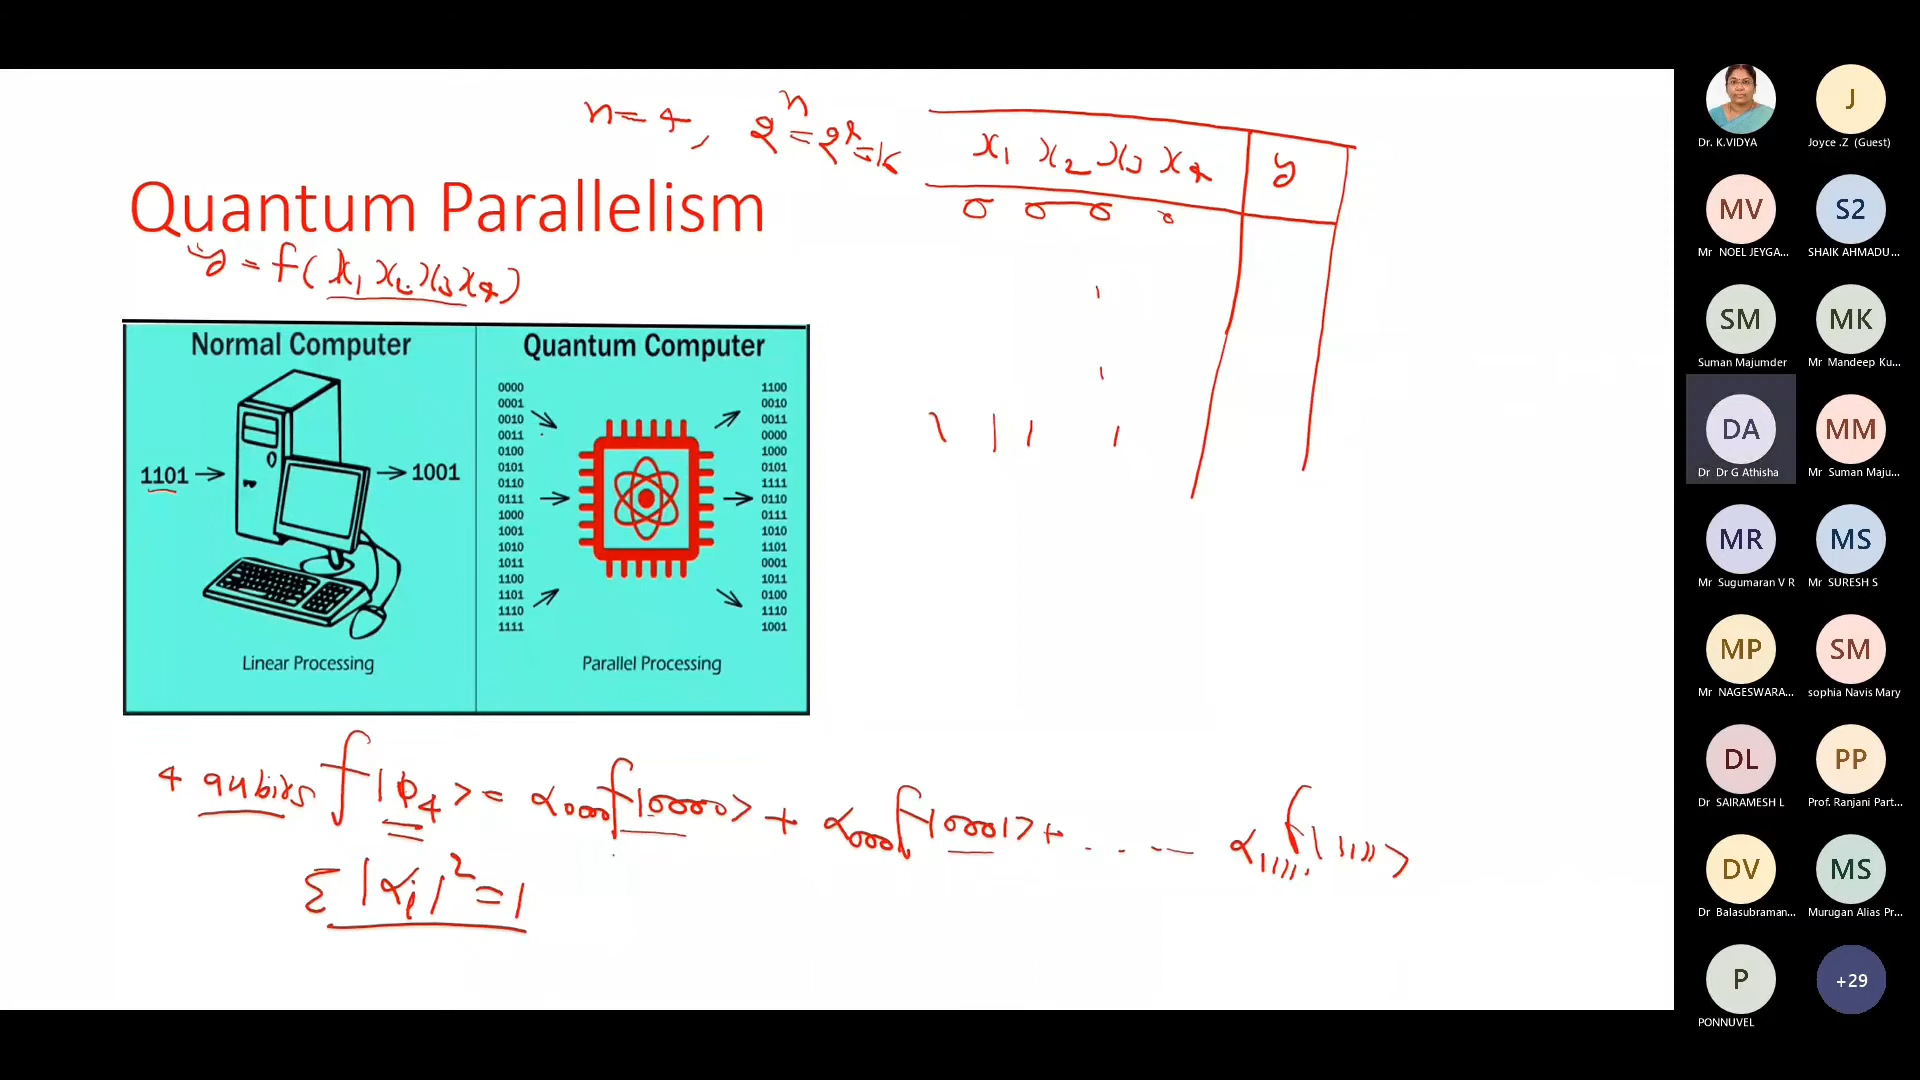 n=4, 2^n=2^4=16
x1 x2 x3 x4 y
0 0 0 0
1 1 1 1
Quantum Parallelism
y = f(x1 x2 x3 x4)
Normal Computer
1101
1001
Linear Processing
Quantum Computer
0000
0001
0010
0011
0100
0101
0110
0111
1000
1001
1010
1011
1100
1101
1110
1111
1100
0010
0011
0000
1000
0101
1111
0110
0111
1010
1101
0001
1011
0100
1110
1001
Parallel Processing
4 qubits f|ϕ4> = α0000 f|0000> + α0001 f|0001> + ..... α1111 f|1111>
Σ|αi|^2=1
Dr. K.VIDYA
J
Joyce .Z (Guest)
MV
Mr NOEL JEYGA...
S2
SHAIK AHMADU...
SM
Suman Majumder
MK
Mr Mandeep Ku...
DA
Dr Dr G Athisha
MM
Mr Suman Maju...
MR
Mr Sugumaran V R
MS
Mr SURESH S
MP
Mr NAGESWARA...
SM
sophia Navis Mary
DL
Dr SAIRAMESH L
PP
Prof. Ranjani Part...
DV
Dr Balasubraman...
MS
Murugan Alias Pr...
P
PONNUVEL
+29